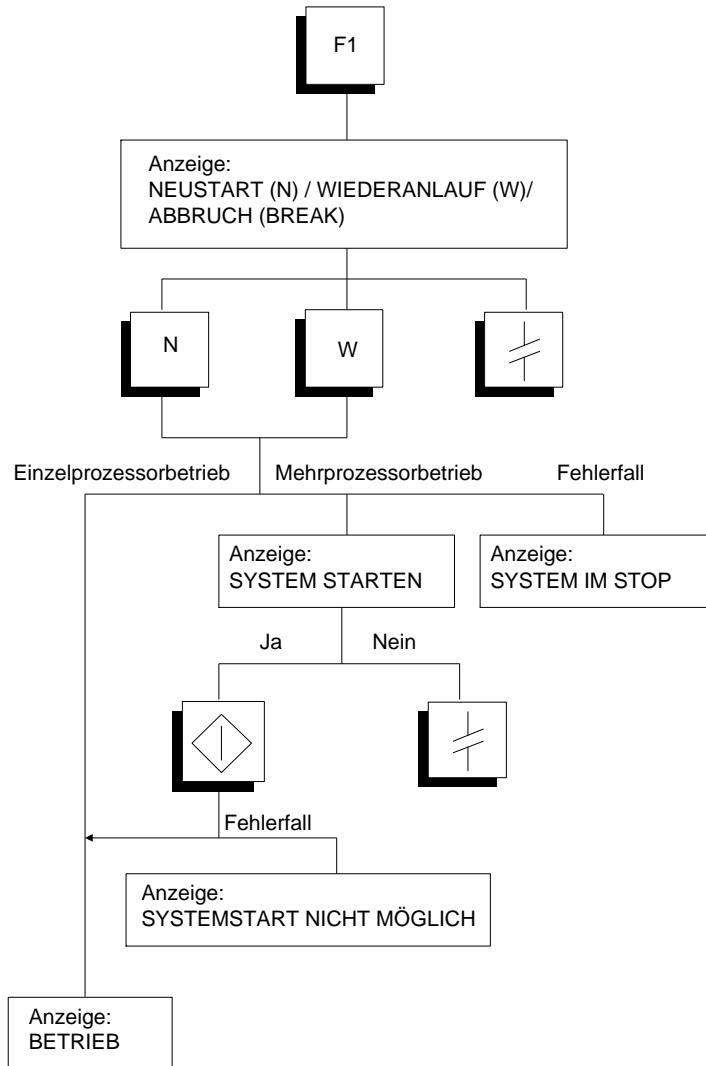 F1
Anzeige:
NEUSTART (N) / WIEDERANLAUF (W)/
ABBRUCH (BREAK)
N
W
Einzelprozessorbetrieb
Mehrprozessorbetrieb
Fehlerfall
Anzeige:
SYSTEM STARTEN
Anzeige:
SYSTEM IM STOP
Ja
Nein
Fehlerfall
Anzeige:
SYSTEMSTART NICHT MÖGLICH
Anzeige:
BETRIEB